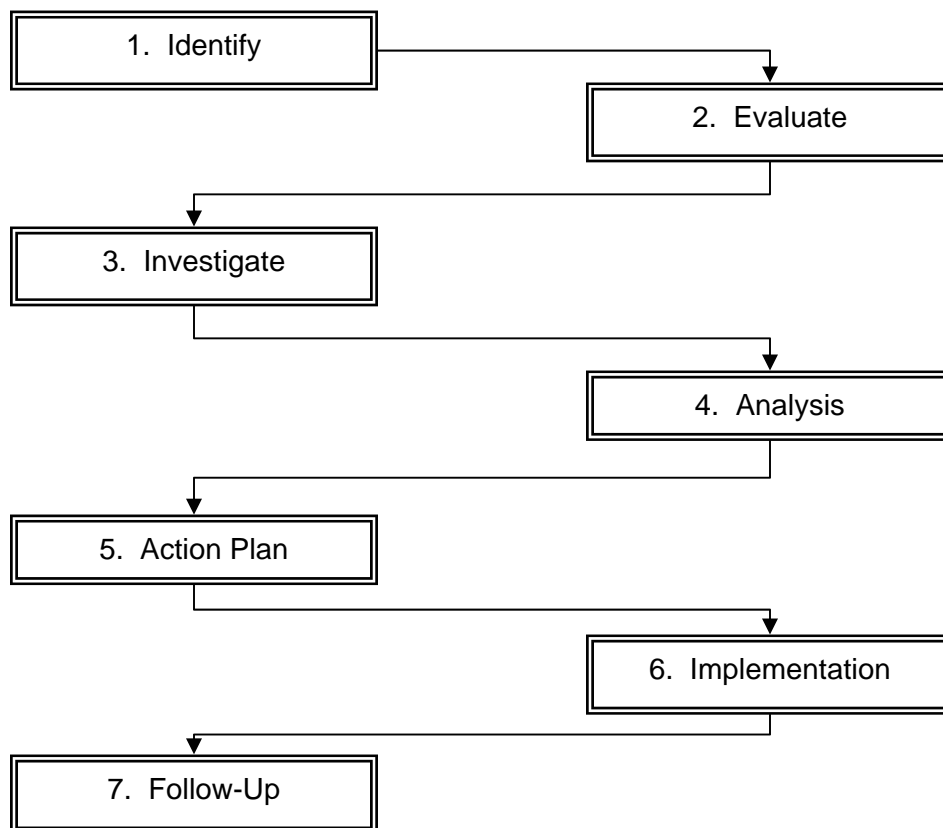 1. Identify
2. Evaluate
3. Investigate
4. Analysis
5. Action Plan
6. Implementation
7. Follow-Up